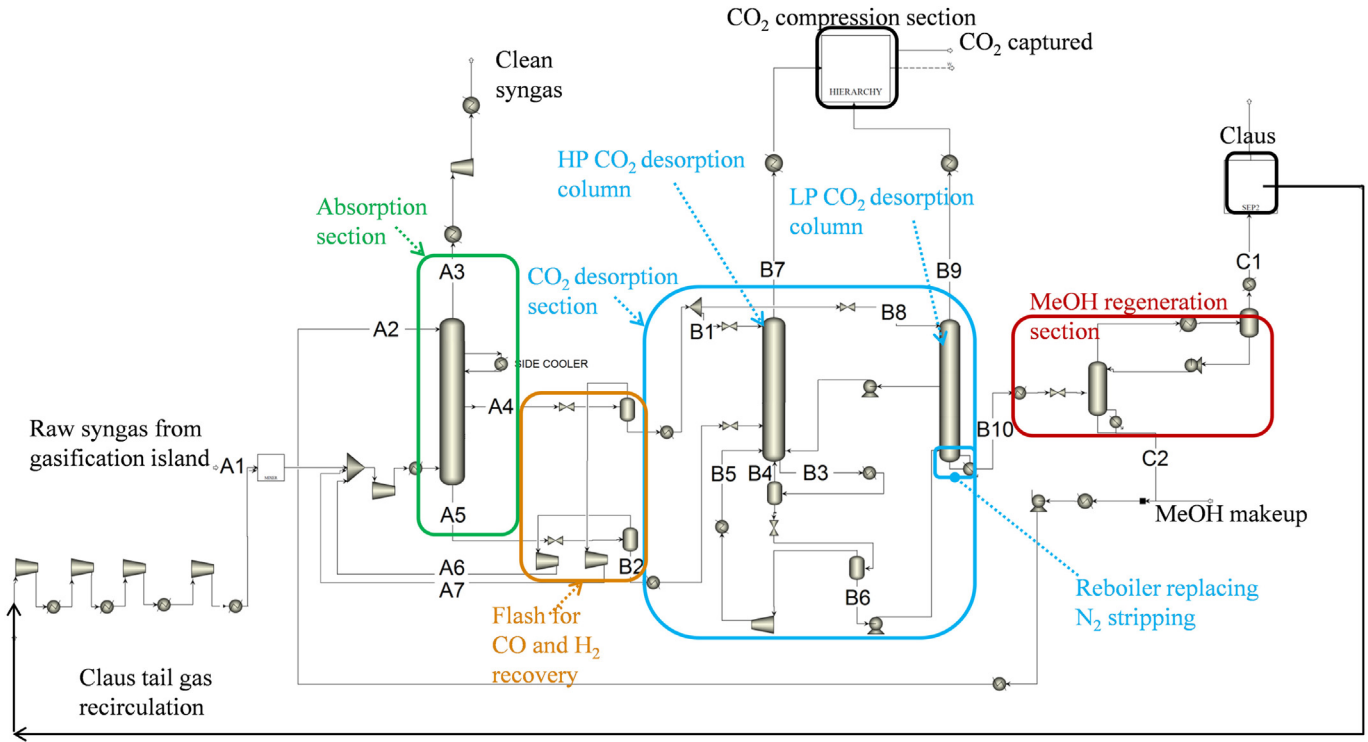 CO₂ compression section
CO₂ captured
HIERARCHY
Clean
syngas
Claus
SEP2
HP CO₂ desorption
column
LP CO₂ desorption
column
Absorption
section
CO₂ desorption
section
MeOH regeneration
section
A3
B7
B9
C1
A2
B1
B8
SIDE COOLER
A4
Raw syngas from
gasification island
A1
MIXER
B10
B5
B4
B3
C2
A5
MeOH makeup
A6
A7
B2
B6
Flash for
CO and H₂
recovery
Reboiler replacing
N₂ stripping
Claus tail gas
recirculation